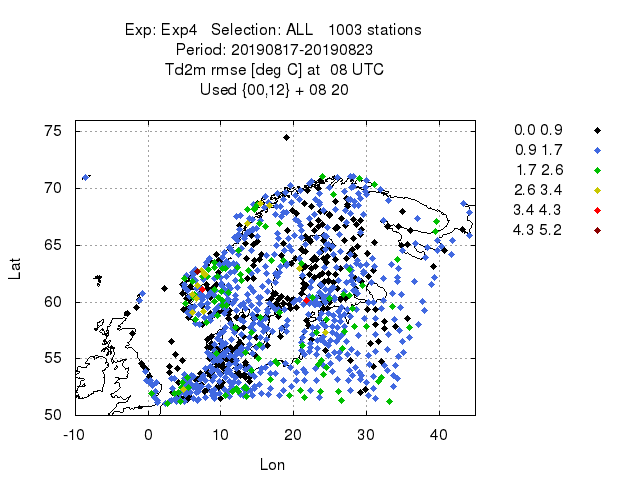 Exp: Exp4   Selection: ALL   1003 stations
Period: 20190817-20190823
Td2m rmse [deg C] at  08 UTC
Used {00,12} + 08 20
75
70
65
60
55
50
Lat
-10 0 10 20 30 40
Lon
0.0 0.9
0.9 1.7
1.7 2.6
2.6 3.4
3.4 4.3
4.3 5.2